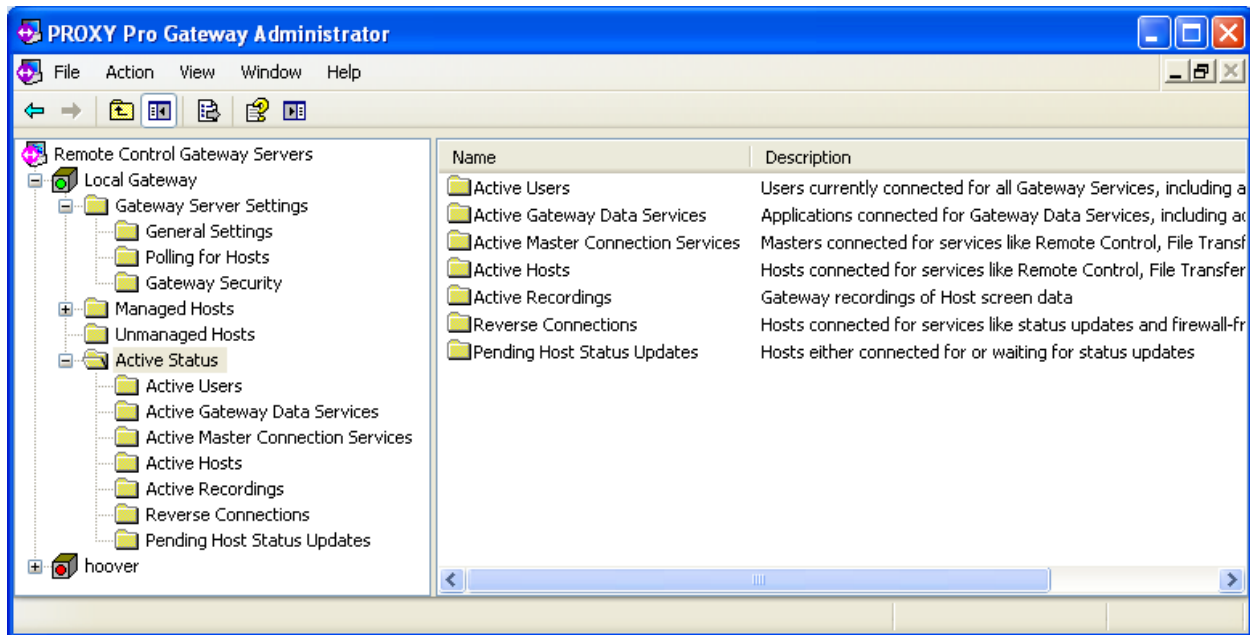 PROXY Pro Gateway Administrator
File Action View Window Help
Remote Control Gateway Servers
Local Gateway
Gateway Server Settings
General Settings
Polling for Hosts
Gateway Security
Managed Hosts
Unmanaged Hosts
Active Status
Active Users
Active Gateway Data Services
Active Master Connection Services
Active Hosts
Active Recordings
Reverse Connections
Pending Host Status Updates
hoover
Name Description
Active Users Users currently connected for all Gateway Services, including a
Active Gateway Data Services Applications connected for Gateway Data Services, including ac
Active Master Connection Services Masters connected for services like Remote Control, File Transf
Active Hosts Hosts connected for services like Remote Control, File Transfer
Active Recordings Gateway recordings of Host screen data
Reverse Connections Hosts connected for services like status updates and firewall-fr
Pending Host Status Updates Hosts either connected for or waiting for status updates